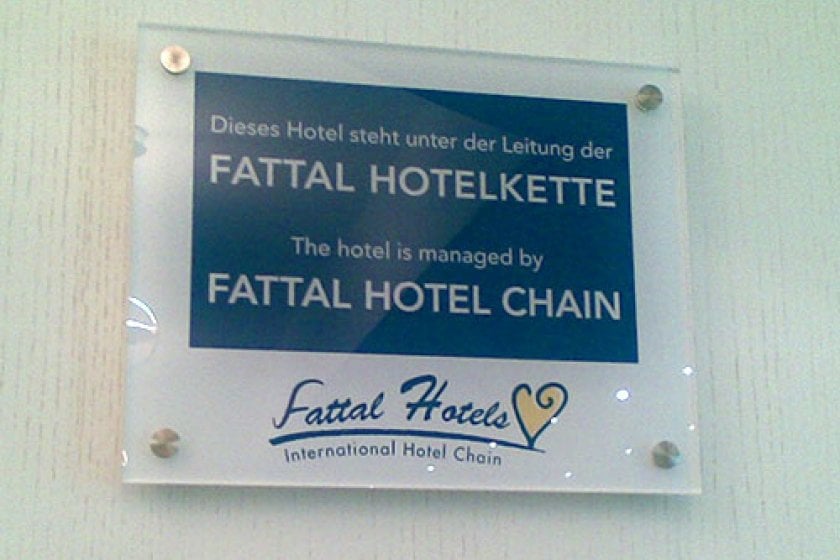 Dieses Hotel steht unter der Leitung der
FATTAL HOTELKETTE
The hotel is managed by
FATTAL HOTEL CHAIN
Fattal Hotels
International Hotel Chain